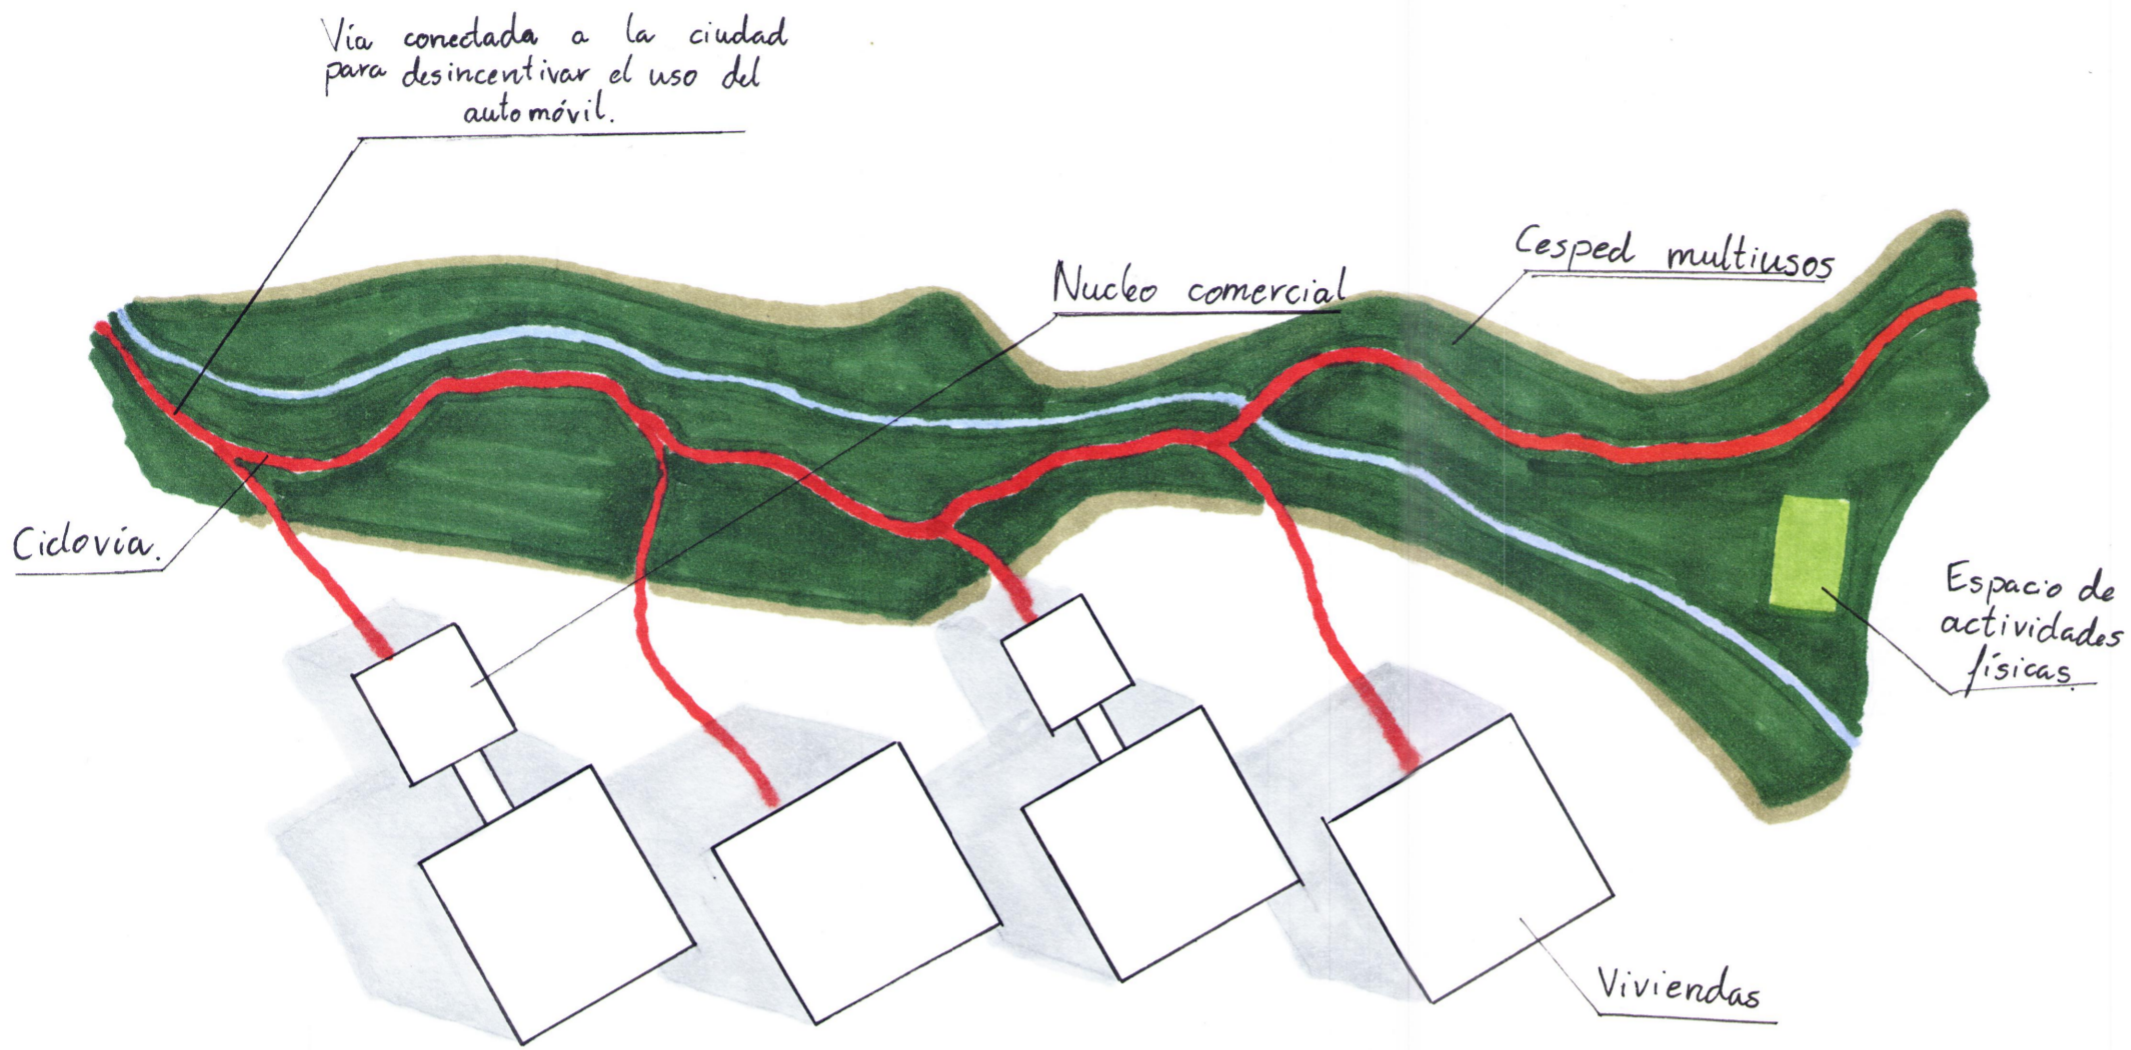 Vía conectada a la ciudad
para desincentivar el uso del
automóvil.
Cesped multiusos
Nucleo comercial
Ciclovía.
Espacio de
actividades
físicas.
Viviendas